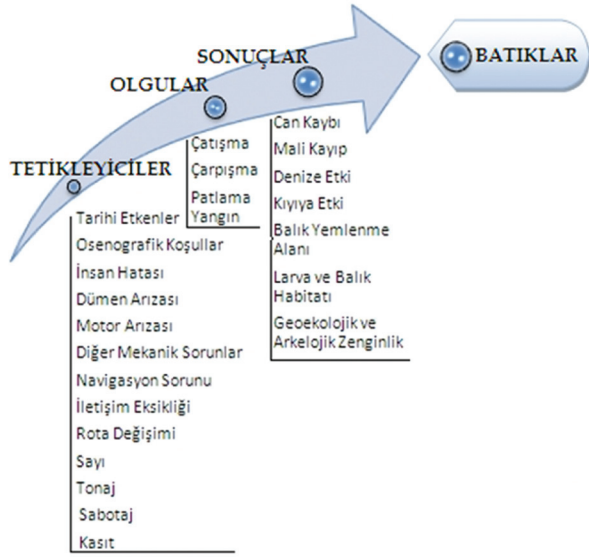 SONUÇLAR
BATIKLAR
OLGULAR
TETİKLEYİCİLER
Can Kaybı
Mali Kayıp
Denize Etki
Kıyıya Etki
Balık Yemlenme
Alanı
Larva ve Balık
Habitatı
Geoekolojik ve
Arkelojik Zenginlik
Çatışma
Çarpışma
Patlama
Yangın
Tarihi Etkenler
Osenografik Koşullar
İnsan Hatası
Dümen Arızası
Motor Arızası
Diğer Mekanik Sorunlar
Navigasyon Sorunu
İletişim Eksikliği
Rota Değişimi
Sayı
Tonaj
Sabotaj
Kasıt